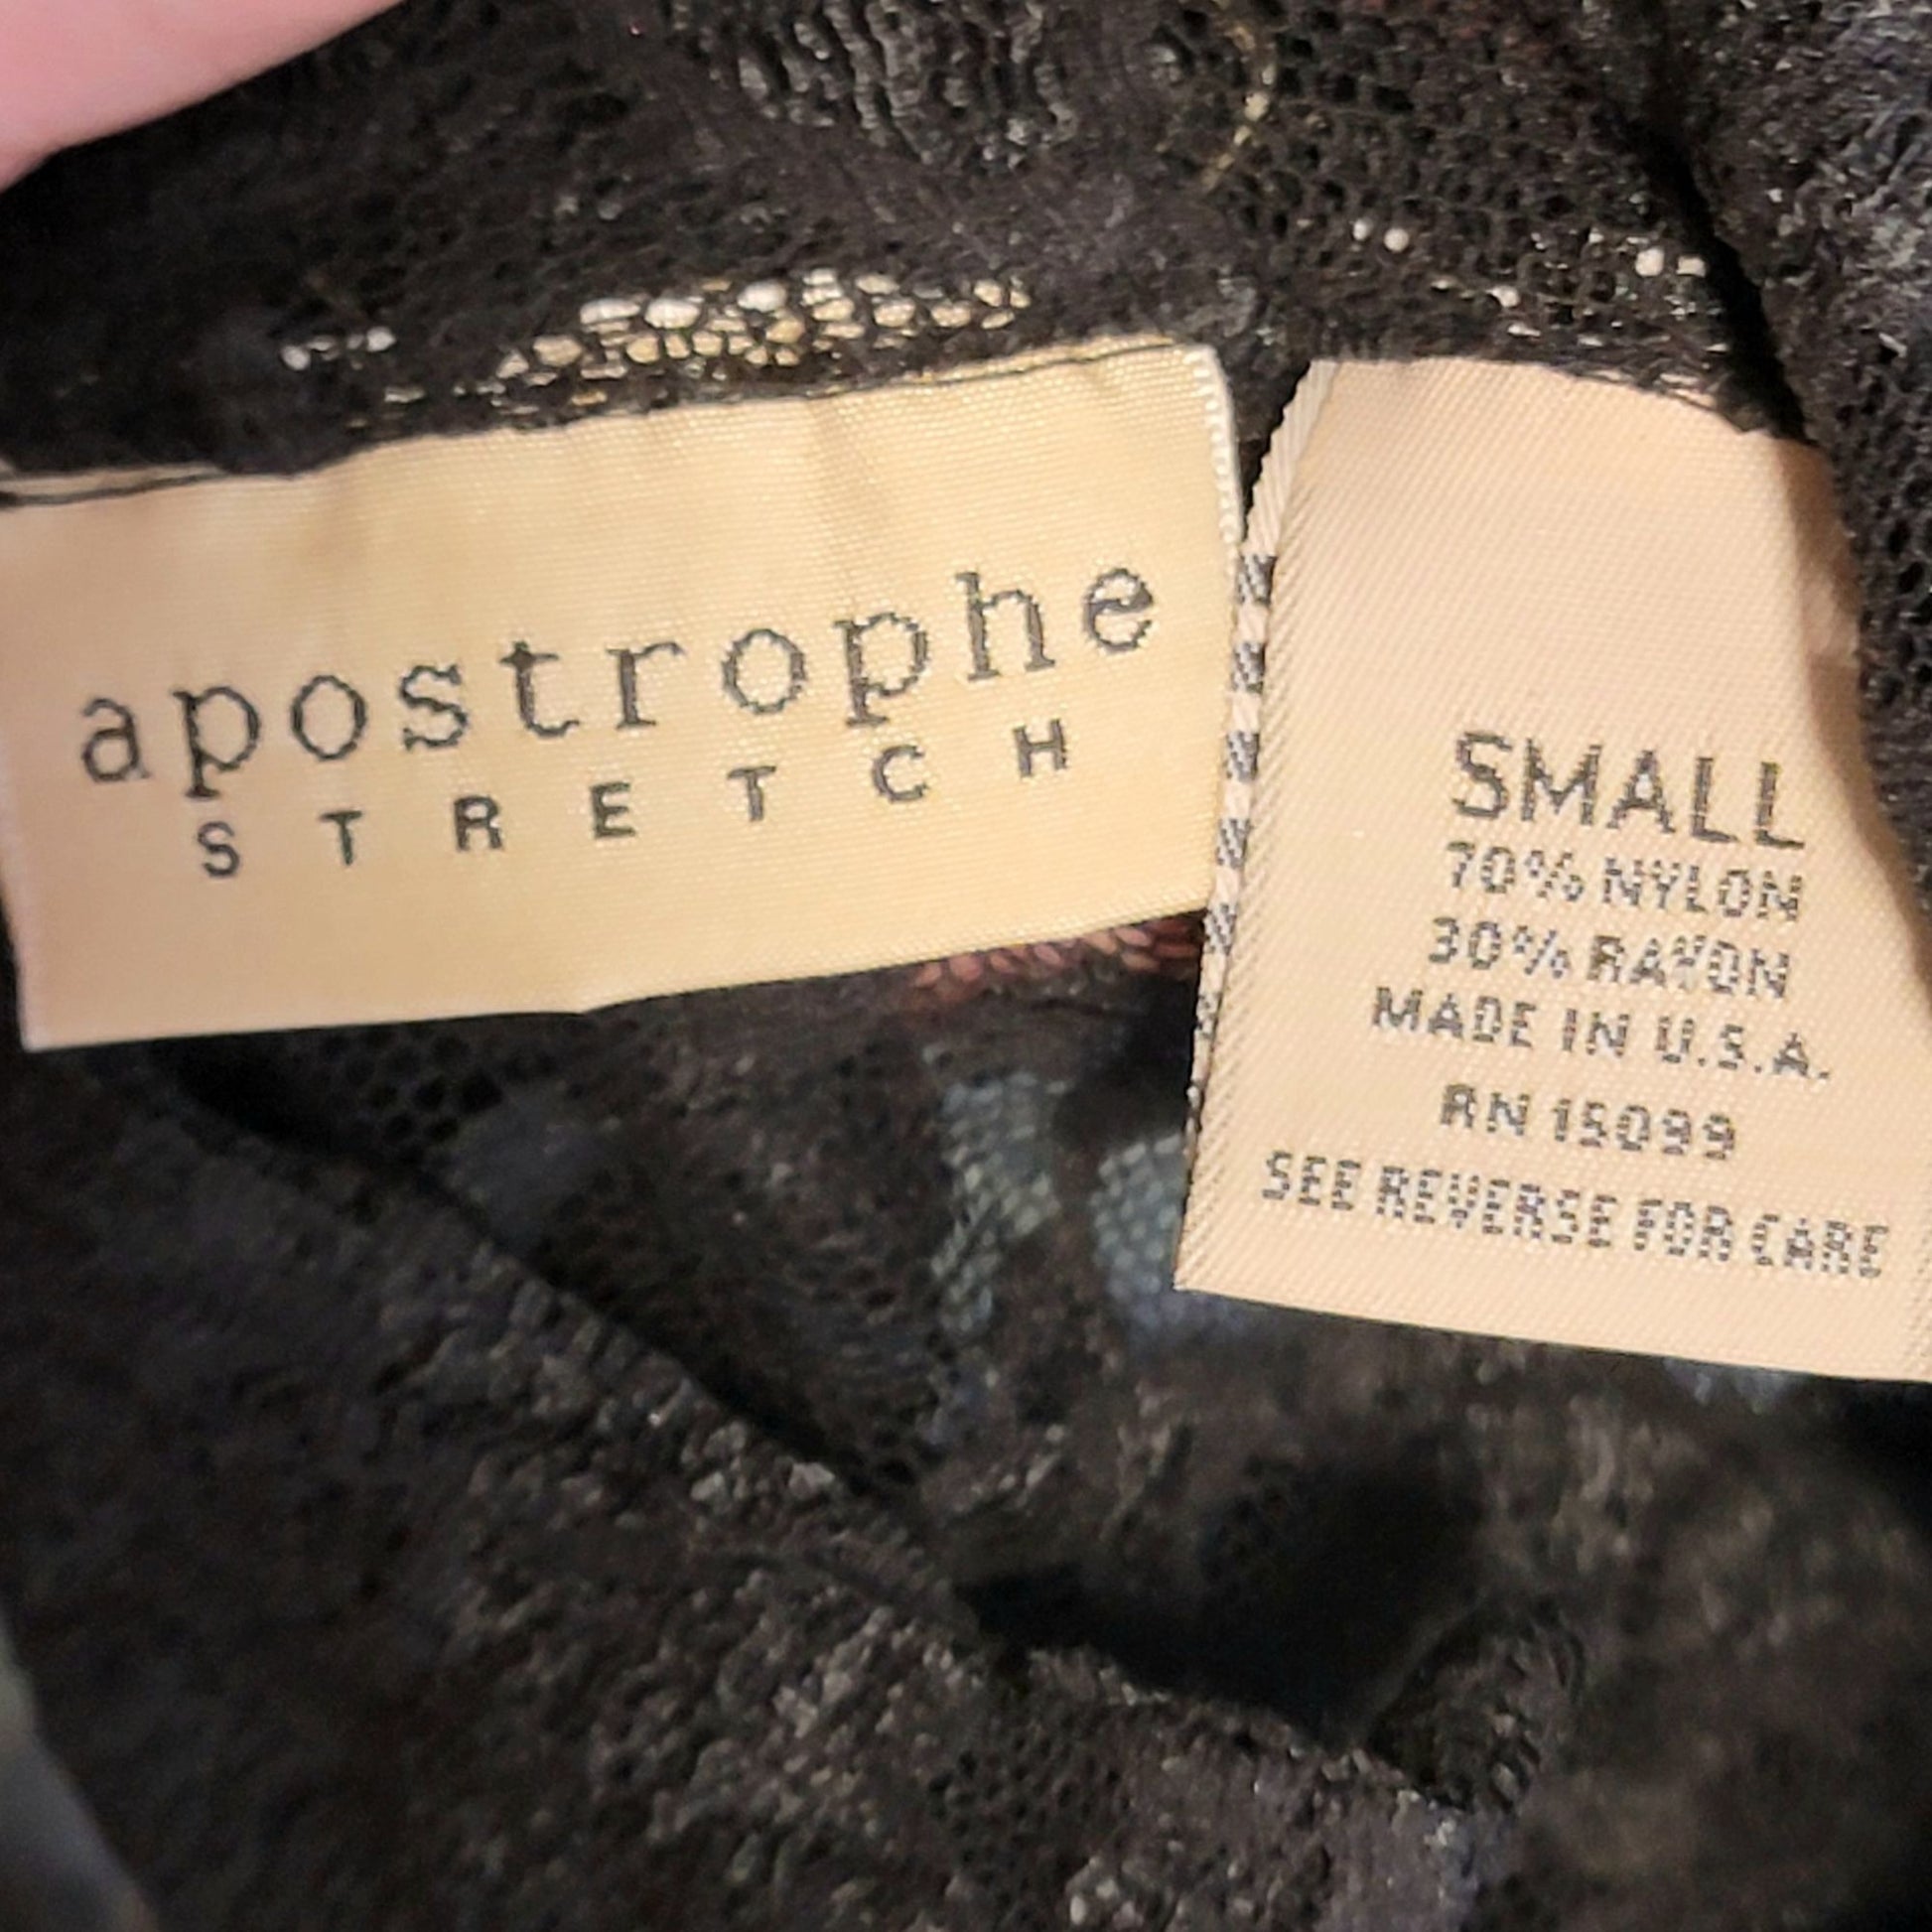 apostrophe
STRETCH
SMALL
70% NYLON
30% RAYON
MADE IN U.S.A.
RN 15099
SEE REVERSE FOR CARE